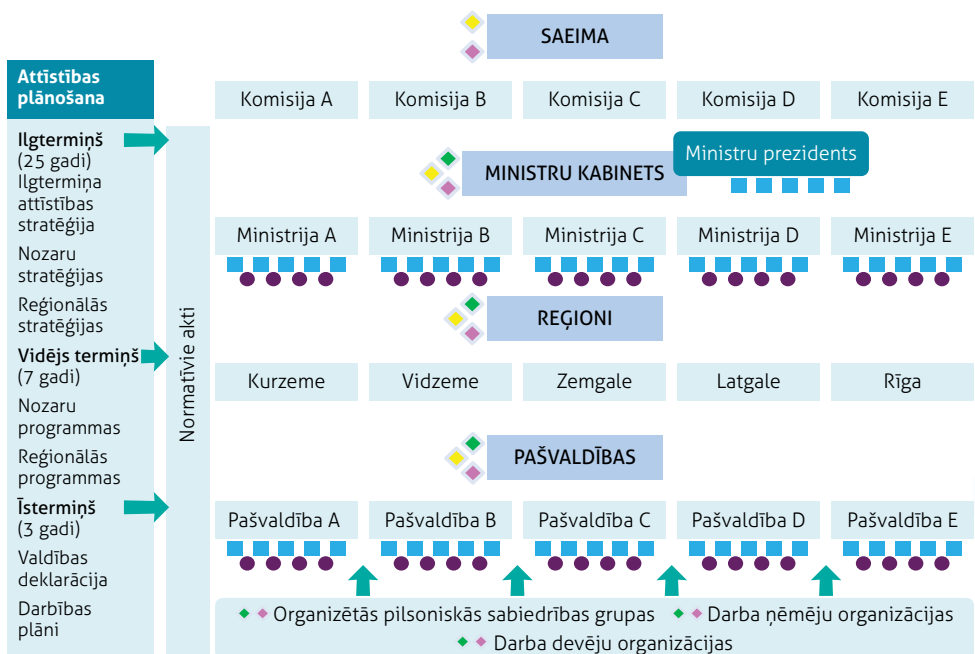 SAEIMA
Attīstības
plānošana
Komisija A
Komisija B
Komisija C
Komisija D
Komisija E
Ilgtermiņš
(25 gadi)
Ilgtermiņa
attīstības
stratēģija
Nozaru
stratēģijas
Reģionālās
stratēģijas
Vidējs termiņš
(7 gadi)
Nozaru
programmas
Reģionālās
programmas
Īstermiņš
(3 gadi)
Valdības
deklarācija
Darbības
plāni
Normatīvie akti
MINISTRU KABINETS
Ministru prezidents
Ministrija A
Ministrija B
Ministrija C
Ministrija D
Ministrija E
REĢIONI
Kurzeme
Vidzeme
Zemgale
Latgale
Rīga
PAŠVALDĪBAS
Pašvaldība A
Pašvaldība B
Pašvaldība C
Pašvaldība D
Pašvaldība E
Organizētās pilsoniskās sabiedrības grupas
Darba ņēmēju organizācijas
Darba devēju organizācijas